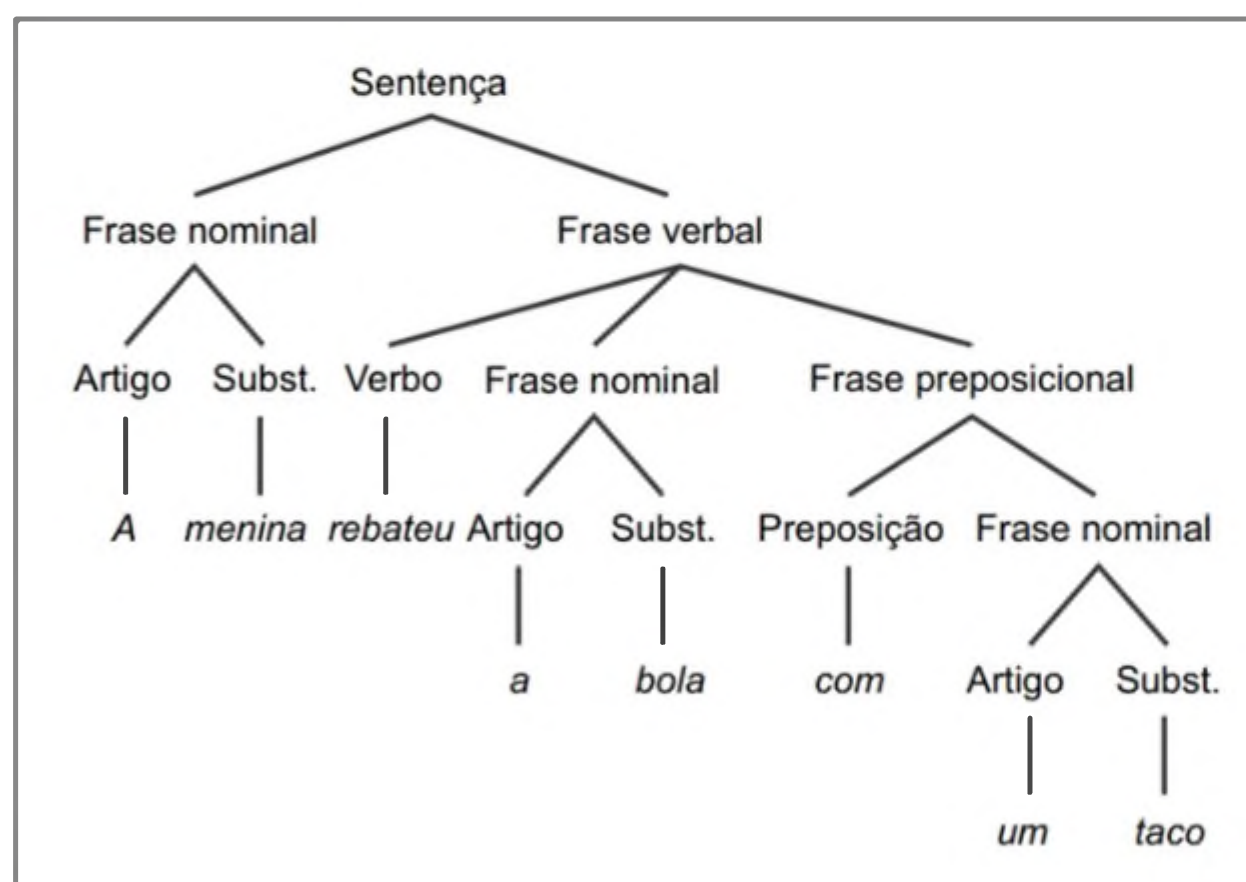 Sentença
Frase nominal Frase verbal
Artigo Subst. Verbo Frase nominal Frase preposicional
A menina rebateu Artigo Subst. Preposição Frase nominal
a bola com Artigo Subst.
um taco